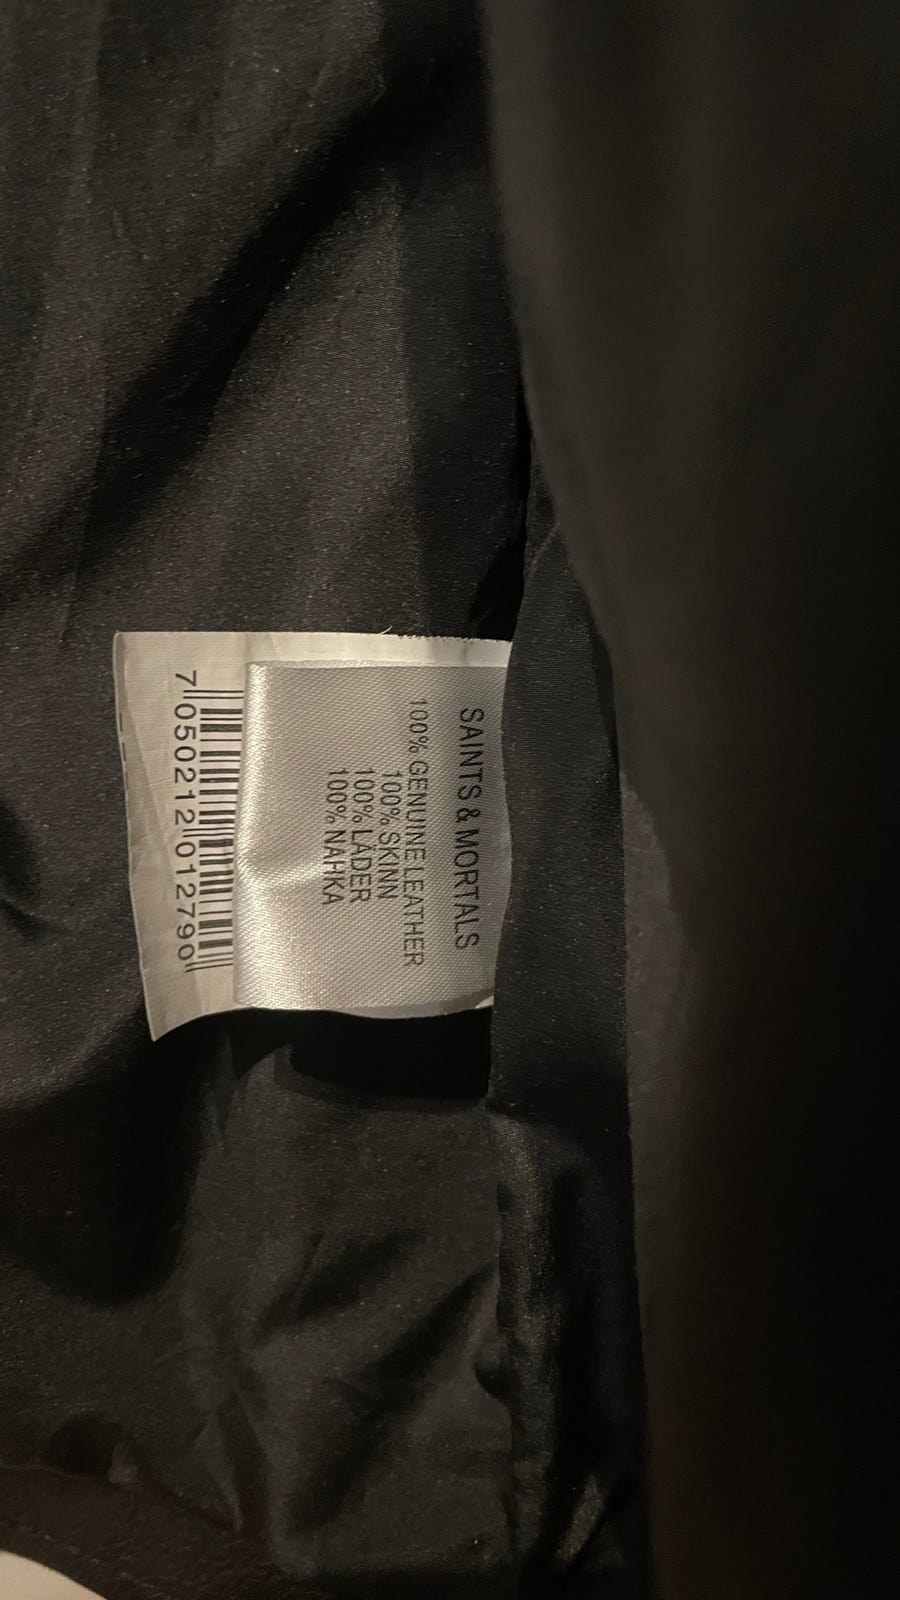 SAINTS & MORTALS
100% GENUINE LEATHER
100% SKINN
100% LÄDER
100% NAHKA
7 050212 012790